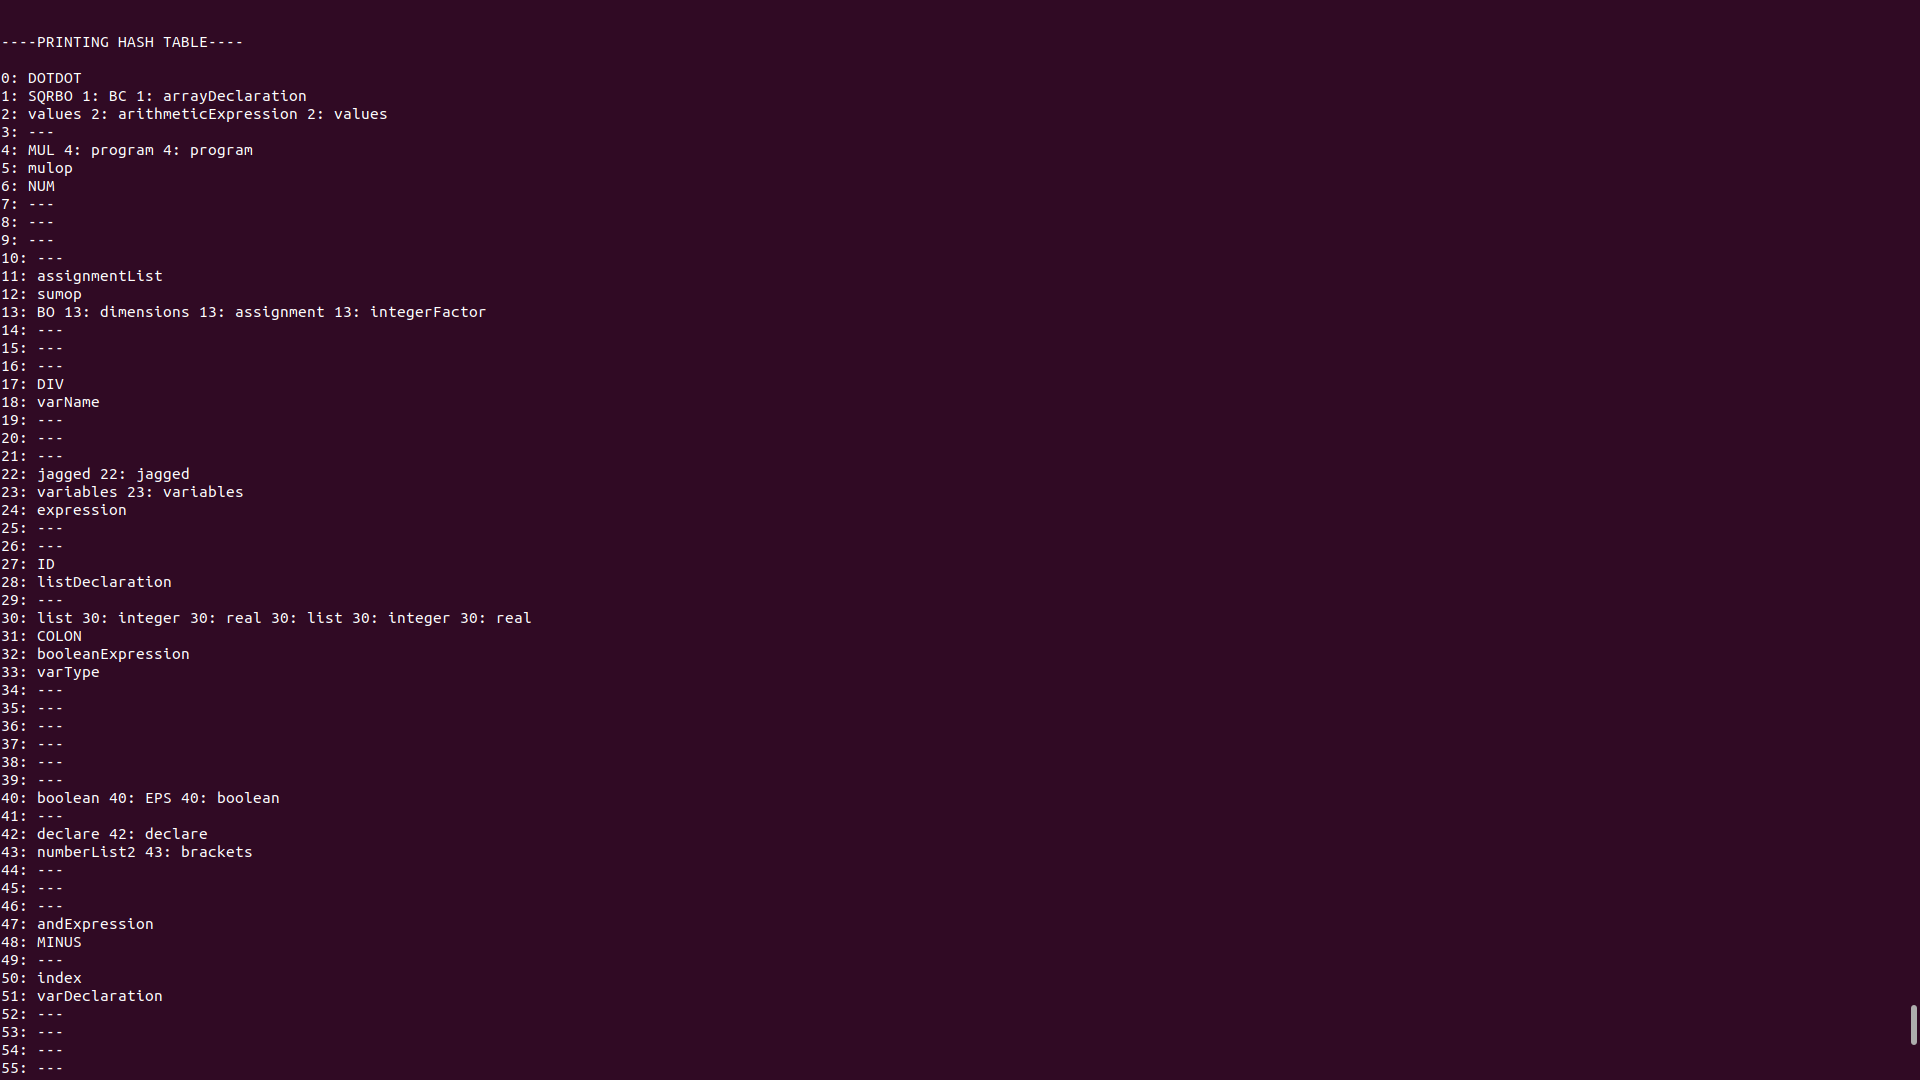 ----PRINTING HASH TABLE----
0: DOTDOT
1: SQRBO 1: BC 1: arrayDeclaration
2: values 2: arithmeticExpression 2: values
3: ---
4: MUL 4: program 4: program
5: mulop
6: NUM
7: ---
8: ---
9: ---
10: ---
11: assignmentList
12: sumop
13: BO 13: dimensions 13: assignment 13: integerFactor
14: ---
15: ---
16: ---
17: DIV
18: varName
19: ---
20: ---
21: ---
22: jagged 22: jagged
23: variables 23: variables
24: expression
25: ---
26: ---
27: ID
28: listDeclaration
29: ---
30: list 30: integer 30: real 30: list 30: integer 30: real
31: COLON
32: booleanExpression
33: varType
34: ---
35: ---
36: ---
37: ---
38: ---
39: ---
40: boolean 40: EPS 40: boolean
41: ---
42: declare 42: declare
43: numberList2 43: brackets
44: ---
45: ---
46: ---
47: andExpression
48: MINUS
49: ---
50: index
51: varDeclaration
52: ---
53: ---
54: ---
55: ---